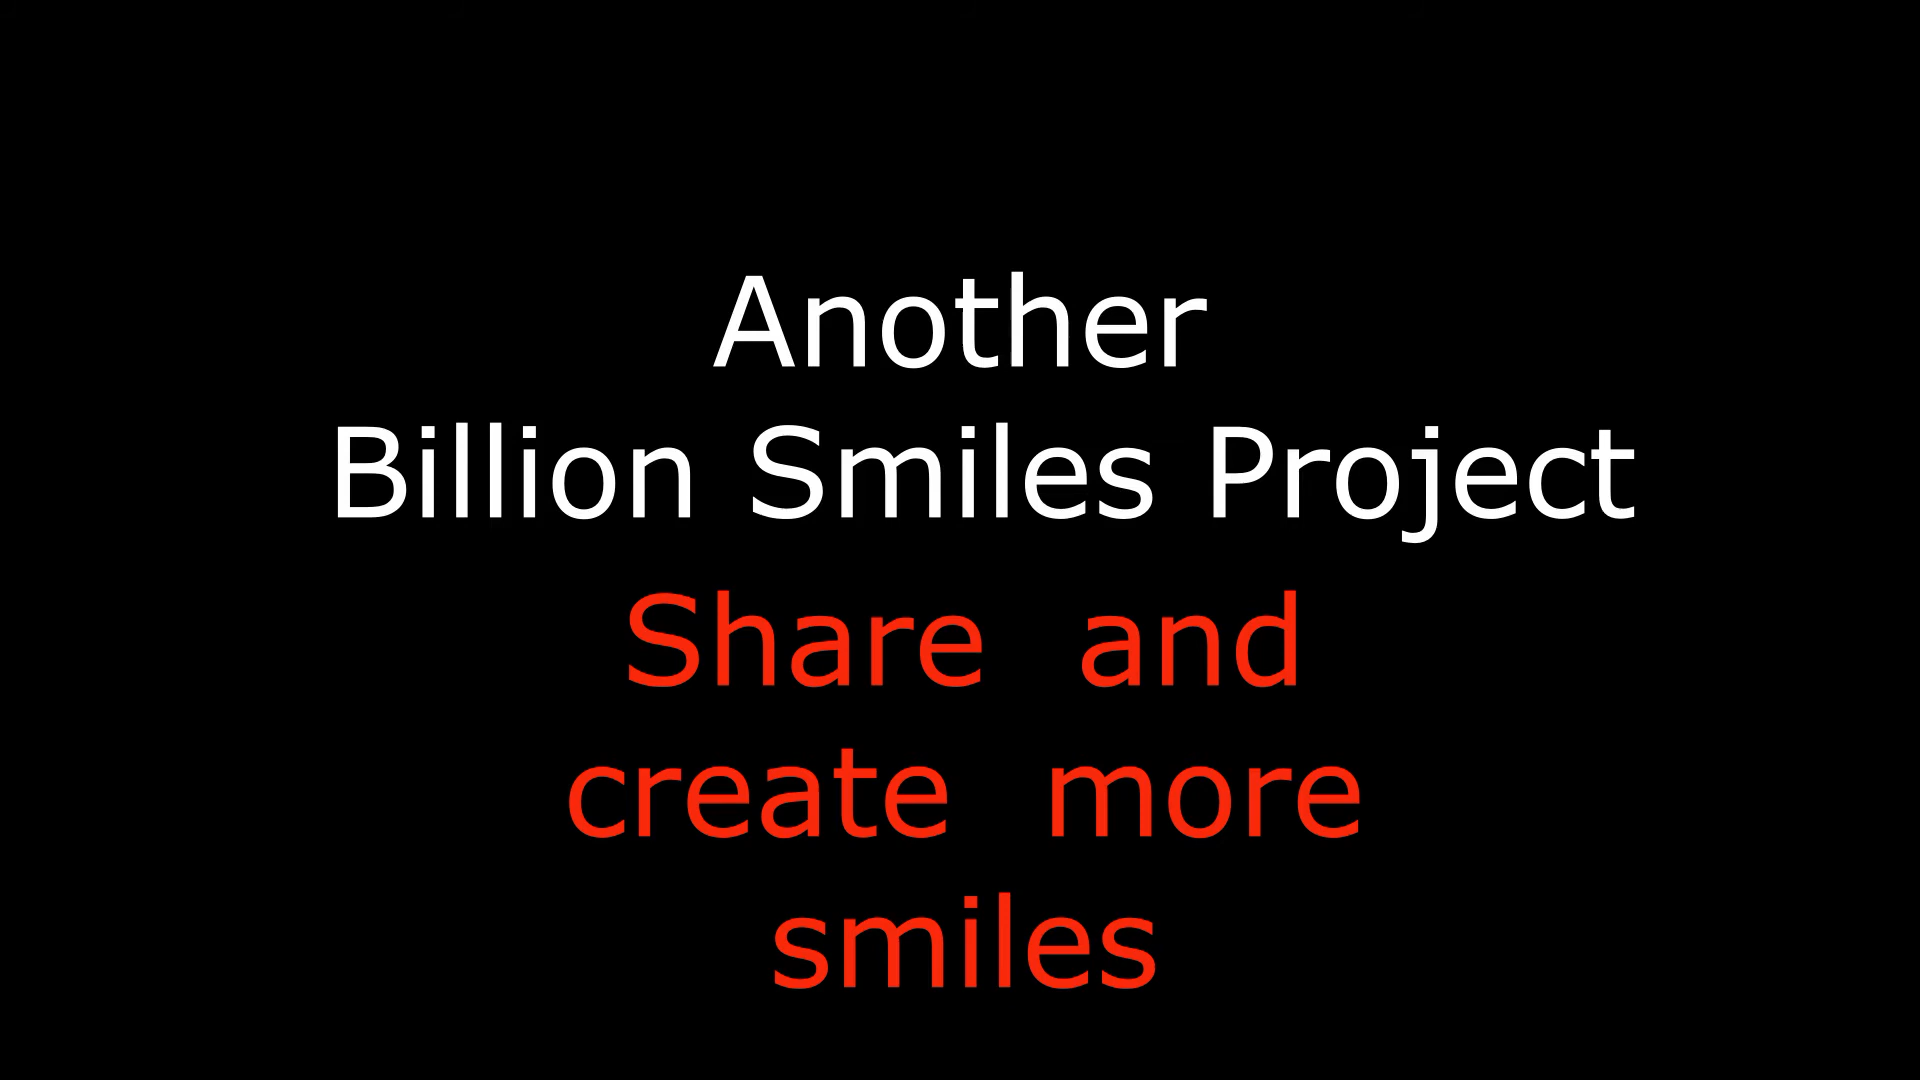 Another
Billion Smiles Project
Share and
create more
smiles